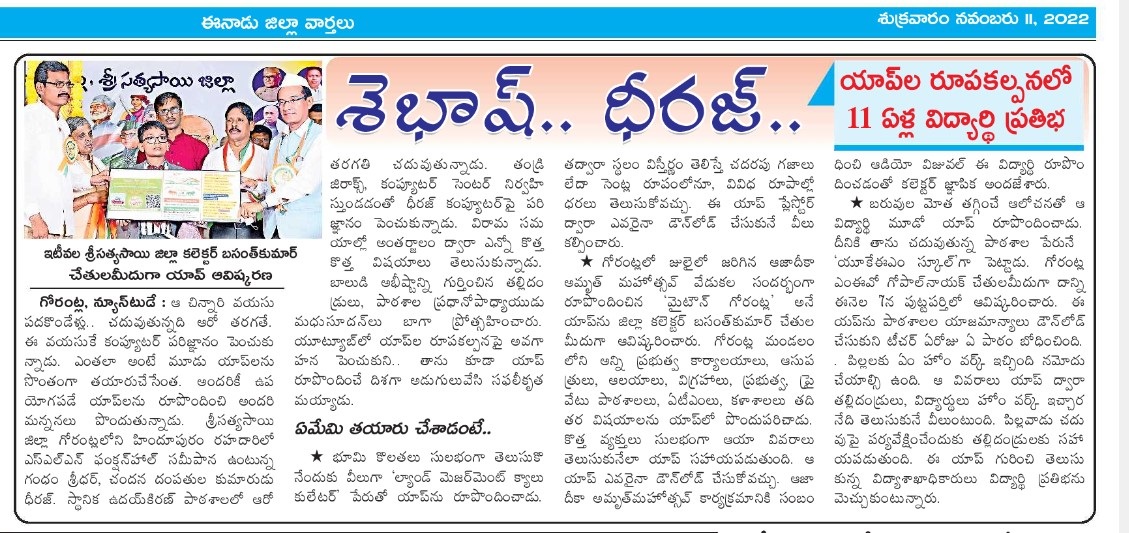 ఈనాడు జిల్లా వార్తలు
శుక్రవారం నవంబరు 11, 2022
శ్రీ సత్యసాయి జిల్లా
శెభాష్.. ధీరజ్..
యాప్‌ల రూపకల్పనలో
11 ఏళ్ల విద్యార్థి ప్రతిభ
ఇటీవల శ్రీసత్యసాయి జిల్లా కలెక్టర్ బసంత్‌కుమార్
చేతులమీదుగా యాప్ ఆవిష్కరణ
గోరంట్ల, న్యూస్‌టుడే : ఆ చిన్నారి వయసు
పదకొండేళ్లు.. చదువుతున్నది ఆరో తరగతే.
ఈ వయసుకే కంప్యూటర్ పరిజ్ఞానం పెంచుకు
న్నాడు. ఎంతలా అంటే మూడు యాప్‌లను
సొంతంగా తయారుచేసేంత. అందరికీ ఉప
యోగపడే యాప్‌లను రూపొందించి అందరి
మన్ననలు పొందుతున్నాడు. శ్రీసత్యసాయి
జిల్లా గోరంట్లలోని హిందూపురం రహదారిలో
ఎస్ఎల్ఎన్ ఫంక్షన్‌హాల్ సమీపాన ఉంటున్న
గంధం శ్రీధర్, చందన దంపతుల కుమారుడు
ధీరజ్. స్థానిక ఉదయ్‌కిరణ్ పాఠశాలలో ఆరో
తరగతి చదువుతున్నాడు. తండ్రి
జిరాక్స్, కంప్యూటర్ సెంటర్ నిర్వహి
స్తుండడంతో ధీరజ్ కంప్యూటర్‌పై పరి
జ్ఞానం పెంచుకున్నాడు. విరామ సమ
యాల్లో అంతర్జాలం ద్వారా ఎన్నో కొత్త
కొత్త విషయాలు తెలుసుకున్నాడు.
బాలుడి అభీష్టాన్ని గుర్తించిన తల్లిదం
డ్రులు, పాఠశాల ప్రధానోపాధ్యాయుడు
మధుసూదన్‌లు బాగా ప్రోత్సహించారు.
యూట్యూబ్‌లో యాప్‌ల రూపకల్పనపై అవగా
హన పెంచుకుని.. తాను కూడా యాప్
రూపొందించే దిశగా అడుగులువేసి సఫలీకృత
మయ్యాడు.
ఏమేమి తయారు చేశాడంటే..
★ భూమి కొలతలు సులభంగా తెలుసుకొ
నేందుకు వీలుగా ‘ల్యాండ్ మెజర్‌మెంట్ క్యాలు
కులేటర్’ పేరుతో యాప్‌ను రూపొందించాడు.
తద్వారా స్థలం విస్తీర్ణం తెలిస్తే చదరపు గజాలు
లేదా సెంట్ల రూపంలోనూ, వివిధ రూపాల్లో
ధరలు తెలుసుకోవచ్చు. ఈ యాప్ ప్లేస్టోర్
ద్వారా ఎవరైనా డౌన్‌లోడ్ చేసుకునే వీలు
కల్పించారు.
★ గోరంట్లలో జులైలో జరిగిన ఆజాదీకా
అమృత్ మహోత్సవ్ వేడుకల సందర్భంగా
రూపొందించిన ‘మైటౌన్ గోరంట్ల’ అనే
యాప్‌ను జిల్లా కలెక్టర్ బసంత్‌కుమార్ చేతుల
మీదుగా ఆవిష్కరించారు. గోరంట్ల మండలం
లోని అన్ని ప్రభుత్వ కార్యాలయాలు, ఆసుప
త్రులు, ఆలయాలు, విగ్రహాలు, ప్రభుత్వ, ప్రై
వేటు పాఠశాలలు, ఏటీఎంలు, కళాశాలలు తది
తర విషయాలను యాప్‌లో పొందుపరిచాడు.
కొత్త వ్యక్తులు సులభంగా ఆయా వివరాలు
తెలుసుకునేలా యాప్ సహాయపడుతుంది. ఆ
యాప్ ఎవరైనా డౌన్‌లోడ్ చేసుకోవచ్చు. ఆజా
దీకా అమృత్‌మహోత్సవ్ కార్యక్రమానికి సంబం
ధించి ఆడియో విజువల్ ఈ విద్యార్థి రూపొం
దించడంతో కలెక్టర్ జ్ఞాపిక అందజేశారు.
★ బరువుల మోత తగ్గించే ఆలోచనతో ఆ
విద్యార్థి మూడో యాప్ రూపొందించాడు.
దీనికి తాను చదువుతున్న పాఠశాల పేరునే
‘యూకేఈఎం స్కూల్’గా పెట్టాడు. గోరంట్ల
ఎంఈవో గోపాల్‌నాయక్ చేతులమీదుగా దాన్ని
ఈనెల 7న పుట్టపర్తిలో ఆవిష్కరించారు. ఈ
యప్‌ను పాఠశాలల యాజమాన్యాలు డౌన్‌లోడ్
చేసుకుని టీచర్ ఏరోజు ఏ పాఠం బోధించింది.
. పిల్లలకు ఏం హోం వర్క్ ఇచ్చింది నమోదు
చేయాల్సి ఉంది. ఆ వివరాలు యాప్ ద్వారా
తల్లిదండ్రులు, విద్యార్థులు హోం వర్క్ ఇచ్చార
నేది తెలుసుకునే వీలుంటుంది. పిల్లవాడు చదు
వుపై పర్యవేక్షించేందుకు తల్లిదండ్రులకు సహా
యపడుతుంది. ఈ యాప్ గురించి తెలుసు
కున్న విద్యాశాఖాధికారులు విద్యార్థి ప్రతిభను
మెచ్చుకుంటున్నారు.